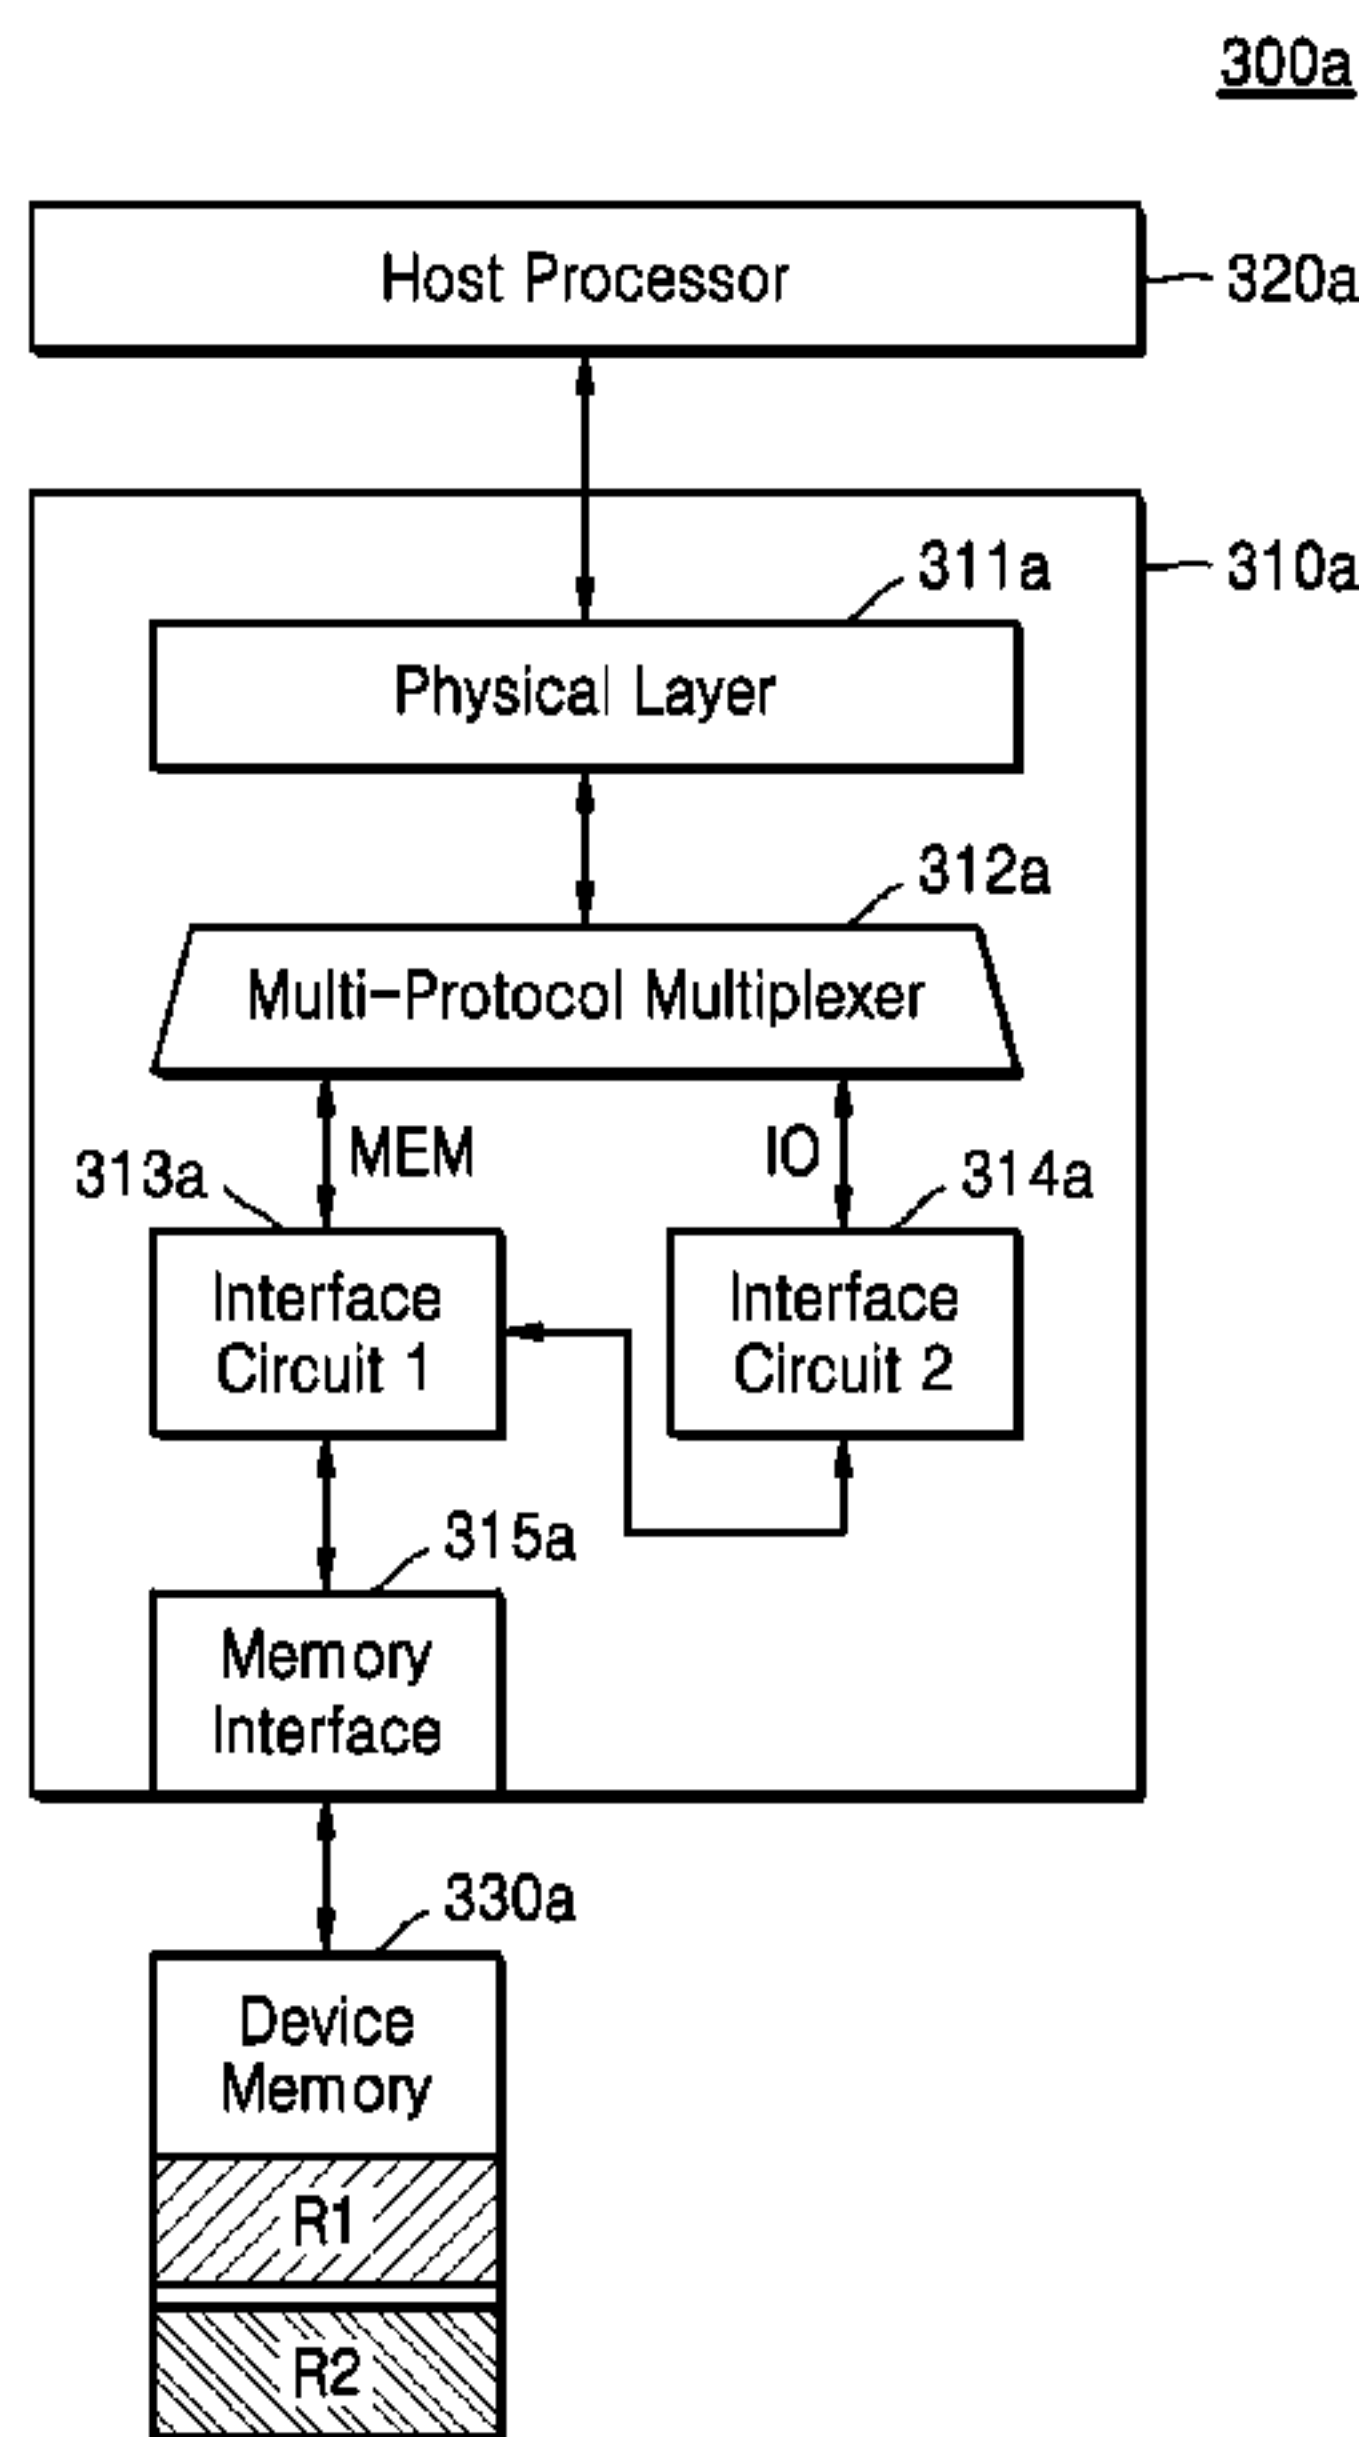 300a
Host Processor
320a
310a
311a
Physical Layer
312a
Multi-Protocol Multiplexer
MEM
IO
313a
314a
Interface
Circuit 1
Interface
Circuit 2
315a
Memory
Interface
330a
Device
Memory
R1
R2